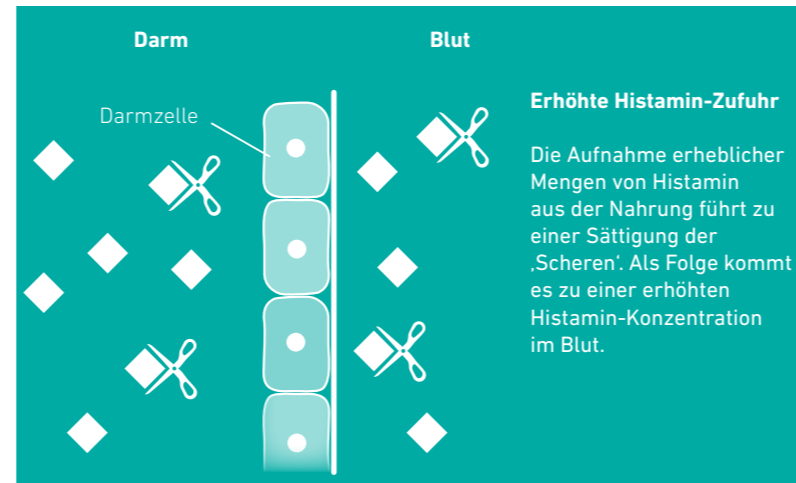 Darm
Blut
Darmzelle
Erhöhte Histamin-Zufuhr
Die Aufnahme erheblicher
Mengen von Histamin
aus der Nahrung führt zu
einer Sättigung der
‚Scheren‘. Als Folge kommt
es zu einer erhöhten
Histamin-Konzentration
im Blut.